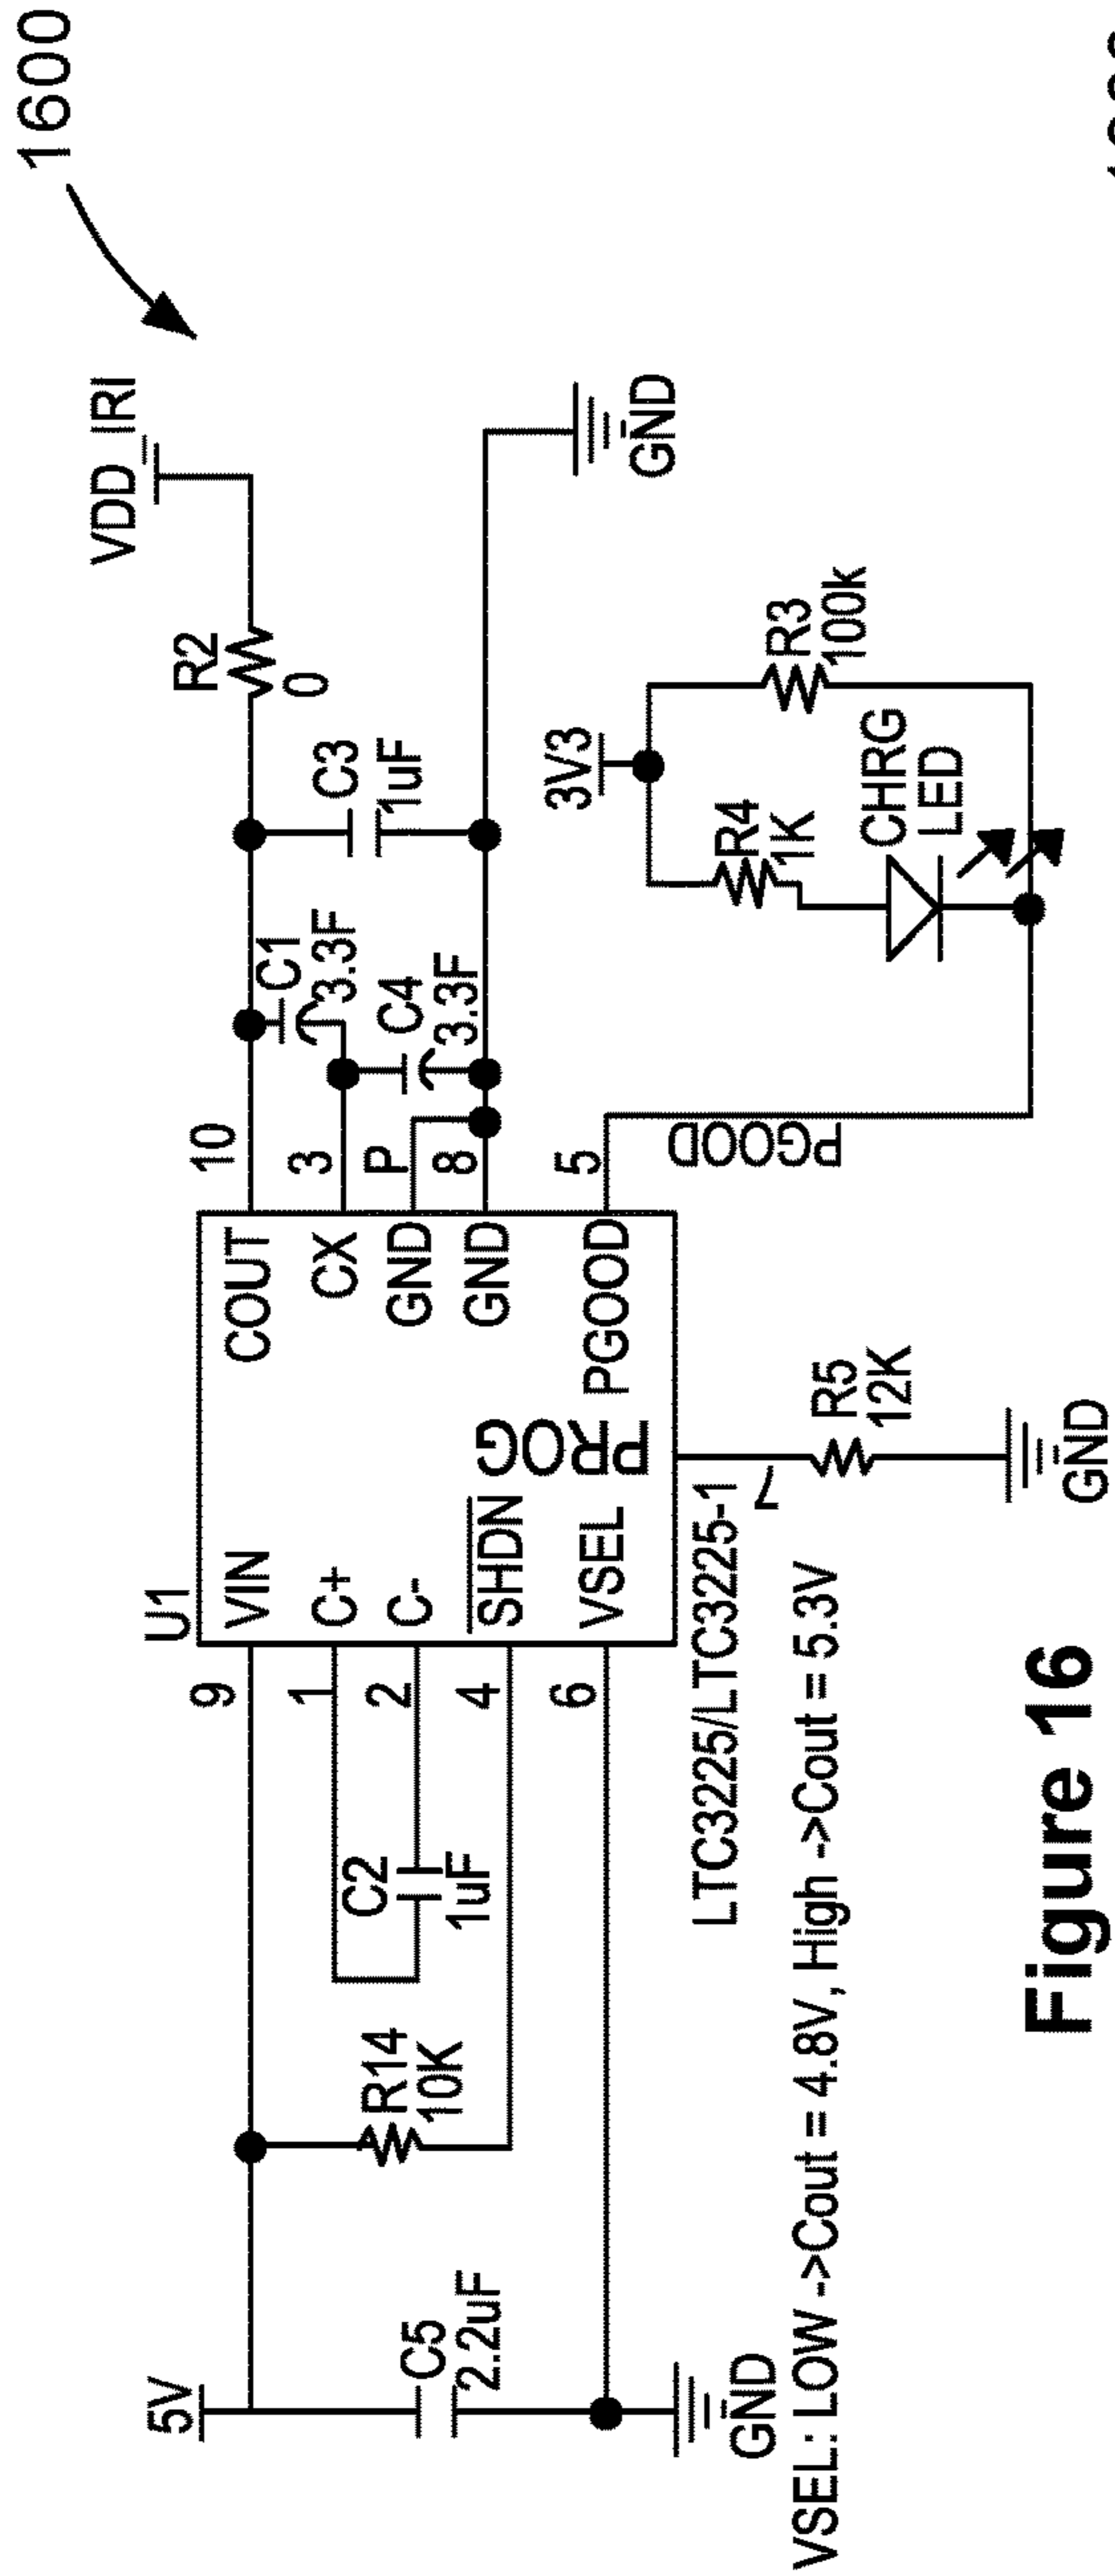 1600
VDD_IRI
R2
0
C3
1uF
C1
3.3F
C4
3.3F
GND
10
3
P
8
5
PGOOD
3V3
R4
1K
R3
100k
CHRG
LED
U1
VIN
C+
C-
SHDN
VSEL
PROG
COUT
CX
GND
GND
PGOOD
9
1
2
4
6
7
R5
12K
GND
C2
1uF
R14
10K
5V
C5
2.2uF
GND
LTC3225/LTC3225-1
VSEL: LOW ->Cout = 4.8V, High ->Cout = 5.3V
Figure 16